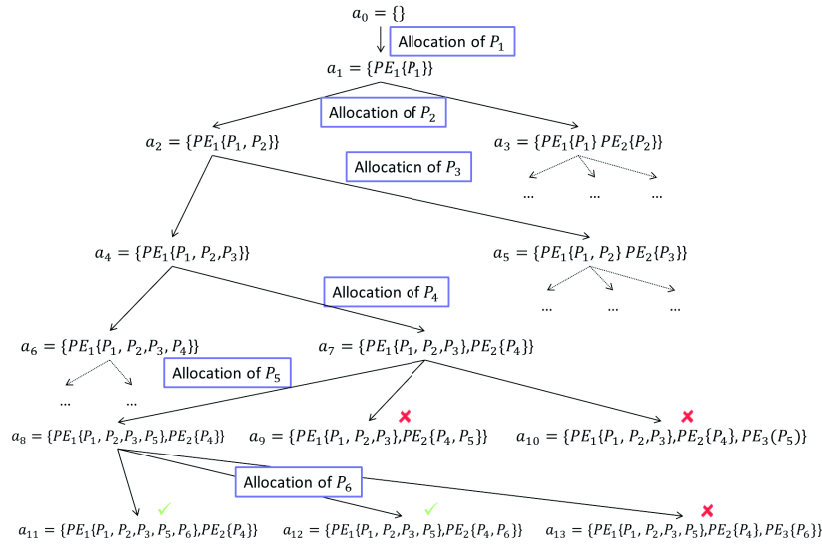 a₀ = {}
Allocation of P₁
a₁ = {PE₁{P₁}}
Allocation of P₂
a₂ = {PE₁{P₁, P₂}}
a₃ = {PE₁{P₁} PE₂{P₂}}
Allocation of P₃
... ... ...
a₄ = {PE₁{P₁, P₂,P₃}}
a₅ = {PE₁{P₁, P₂} PE₂{P₃}}
Allocation of P₄
... ... ...
a₆ = {PE₁{P₁, P₂,P₃, P₄}}
a₇ = {PE₁{P₁, P₂,P₃},PE₂{P₄}}
Allocation of P₅
... ...
a₈ = {PE₁{P₁, P₂,P₃,P₅},PE₂{P₄}}
a₉ = {PE₁{P₁, P₂,P₃},PE₂{P₄, P₅}}
a₁₀ = {PE₁{P₁, P₂,P₃},PE₂{P₄}, PE₃(P₅)}
Allocation of P₆
a₁₁ = {PE₁{P₁, P₂,P₃, P₅, P₆},PE₂{P₄}}
a₁₂ = {PE₁{P₁, P₂,P₃, P₅},PE₂{P₄, P₆}}
a₁₃ = {PE₁{P₁, P₂,P₃, P₅},PE₂{P₄}, PE₃{P₆}}